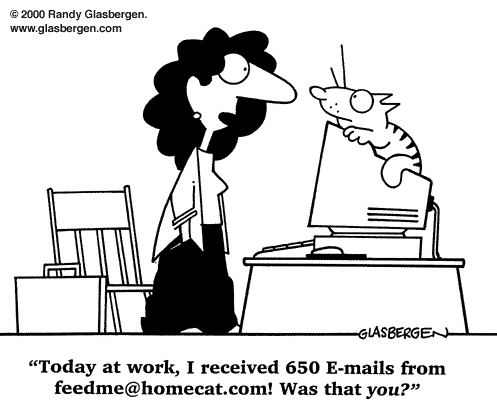 © 2000 Randy Glasbergen.
www.glasbergen.com
GLASBERGEN
“Today at work, I received 650 E-mails from
feedme@homecat.com! Was that you?”